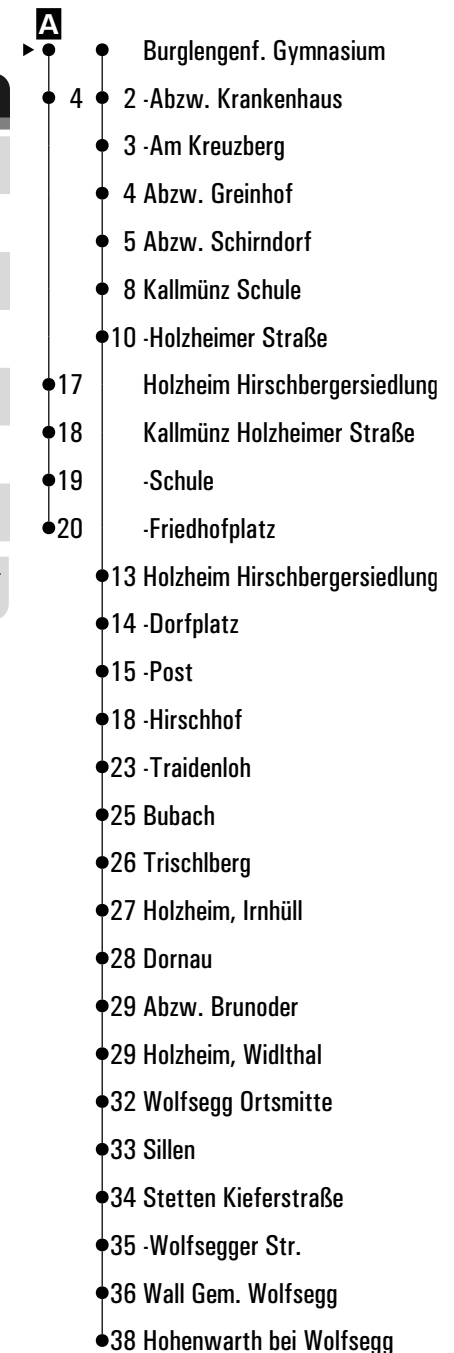 A
Burglengenf. Gymnasium
4 2 -Abzw. Krankenhaus
3 -Am Kreuzberg
4 Abzw. Greinhof
5 Abzw. Schirndorf
8 Kallmünz Schule
10 -Holzheimer Straße
17 Holzheim Hirschbergersiedlung
18 Kallmünz Holzheimer Straße
19 -Schule
20 -Friedhofplatz
13 Holzheim Hirschbergersiedlung
14 -Dorfplatz
15 -Post
18 -Hirschhof
23 -Traidenloh
25 Bubach
26 Trischlberg
27 Holzheim, Irnhüll
28 Dornau
29 Abzw. Brunoder
29 Holzheim, Widlthal
32 Wolfsegg Ortsmitte
33 Sillen
34 Stetten Kieferstraße
35 -Wolfsegger Str.
36 Wall Gem. Wolfsegg
38 Hohenwarth bei Wolfsegg